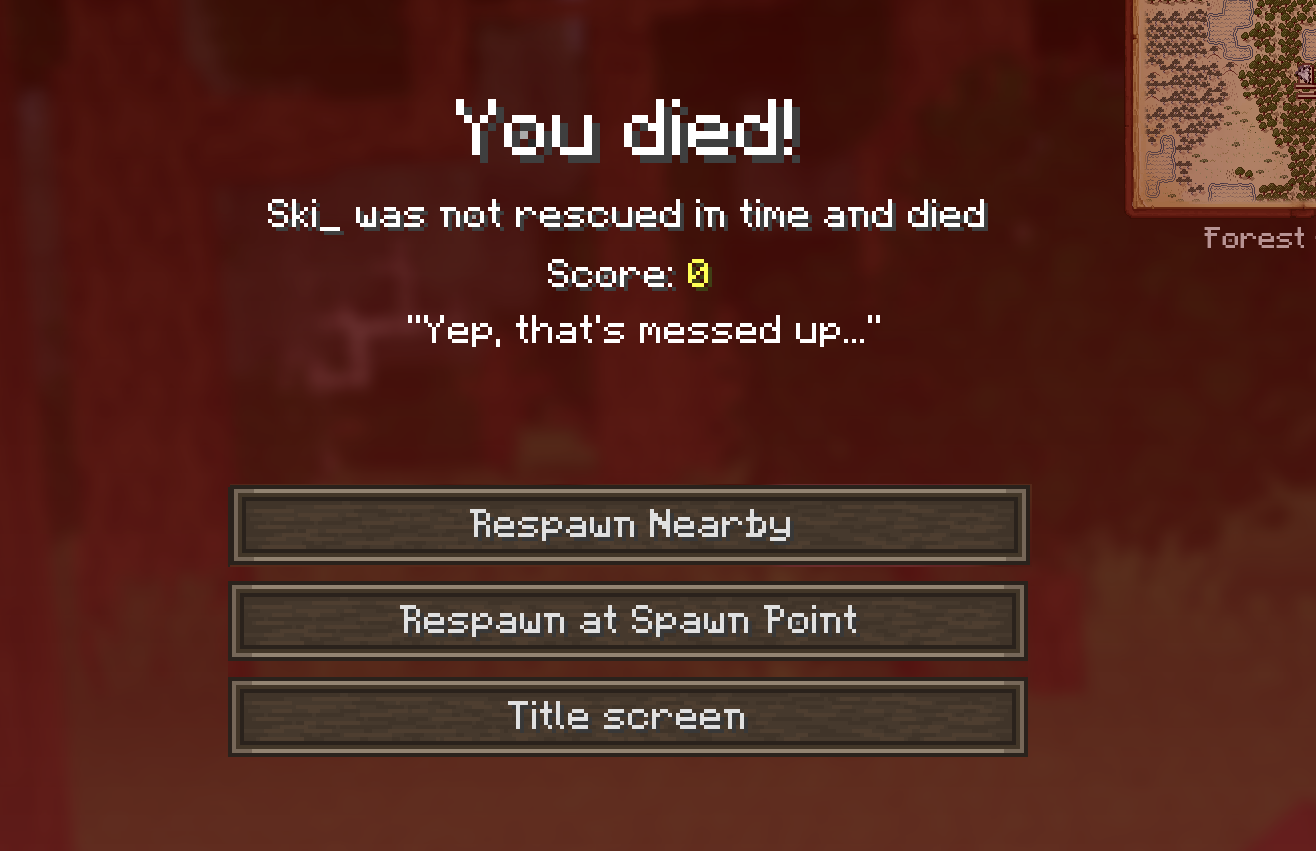 You died!
Ski_ was not rescued in time and died
Score: 0
"Yep, that's messed up..."
Forest
Respawn Nearby
Respawn at Spawn Point
Title screen